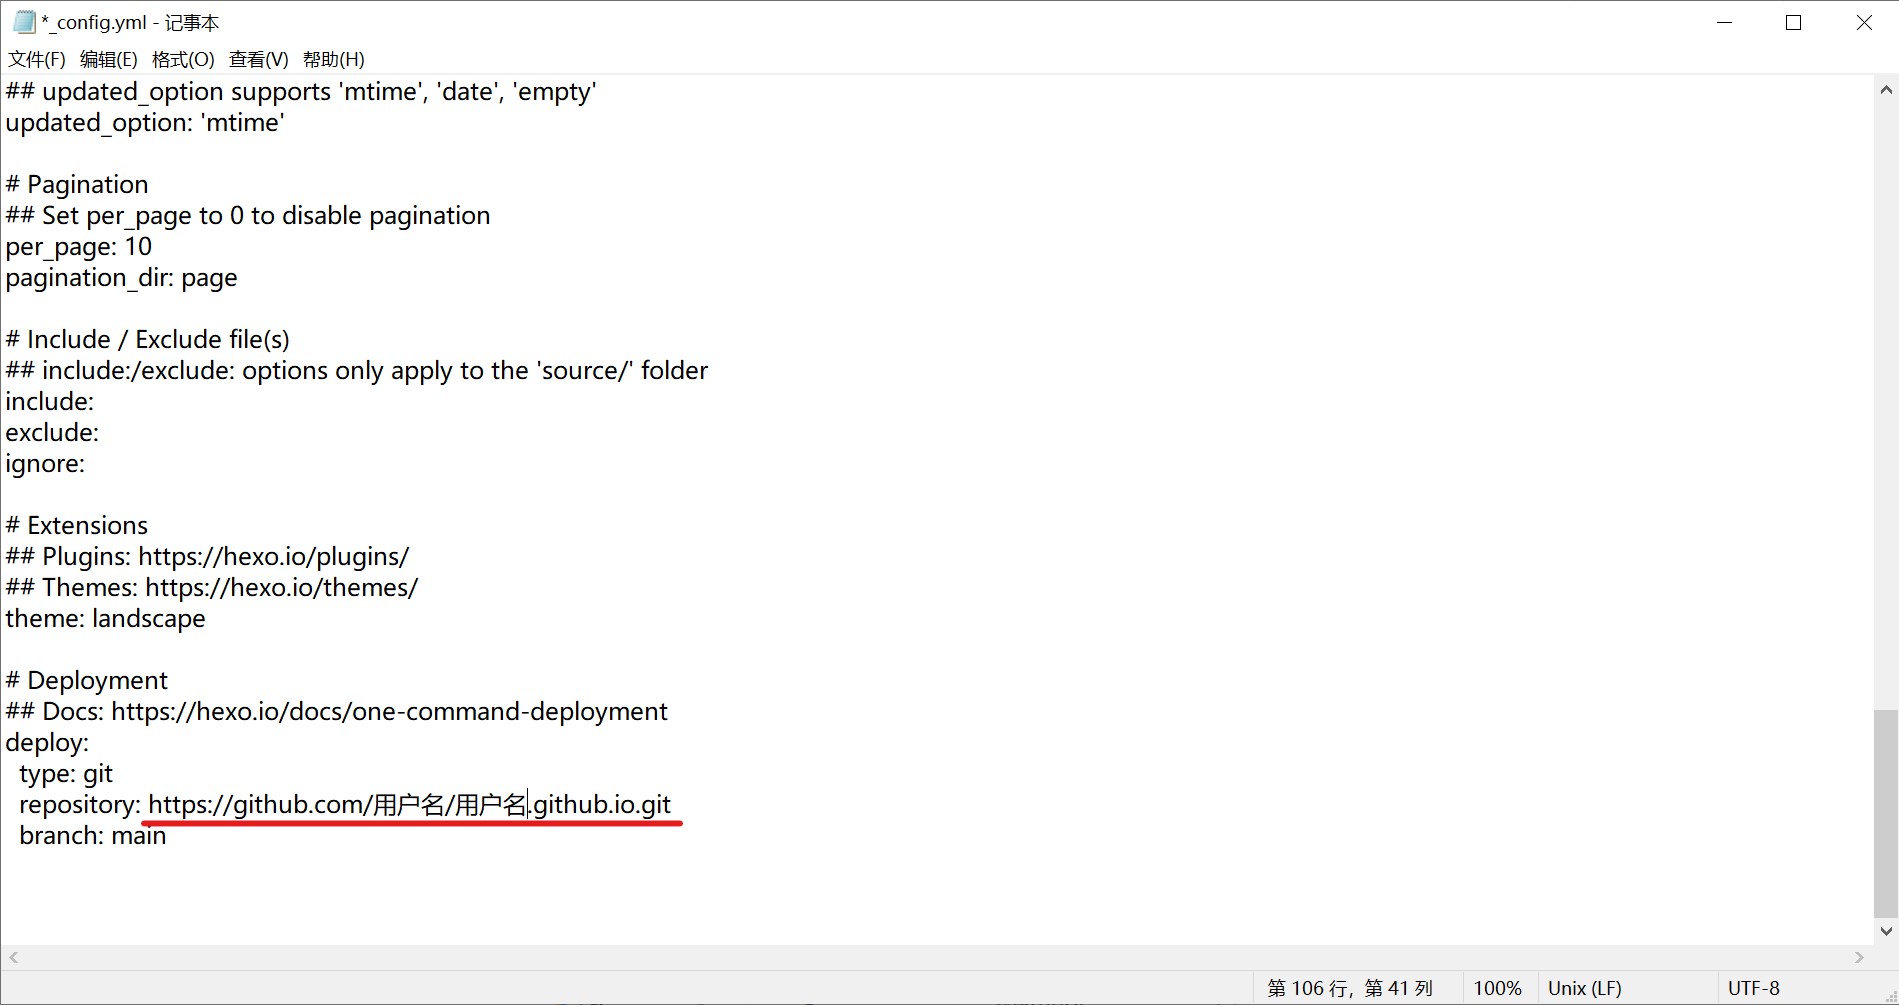 *_config.yml - 记事本
文件(F) 编辑(E) 格式(O) 查看(V) 帮助(H)
## updated_option supports 'mtime', 'date', 'empty'
updated_option: 'mtime'
# Pagination
## Set per_page to 0 to disable pagination
per_page: 10
pagination_dir: page
# Include / Exclude file(s)
## include:/exclude: options only apply to the 'source/' folder
include:
exclude:
ignore:
# Extensions
## Plugins: https://hexo.io/plugins/
## Themes: https://hexo.io/themes/
theme: landscape
# Deployment
## Docs: https://hexo.io/docs/one-command-deployment
deploy:
  type: git
  repository: https://github.com/用户名/用户名.github.io.git
  branch: main
第 106 行，第 41 列 100% Unix (LF) UTF-8